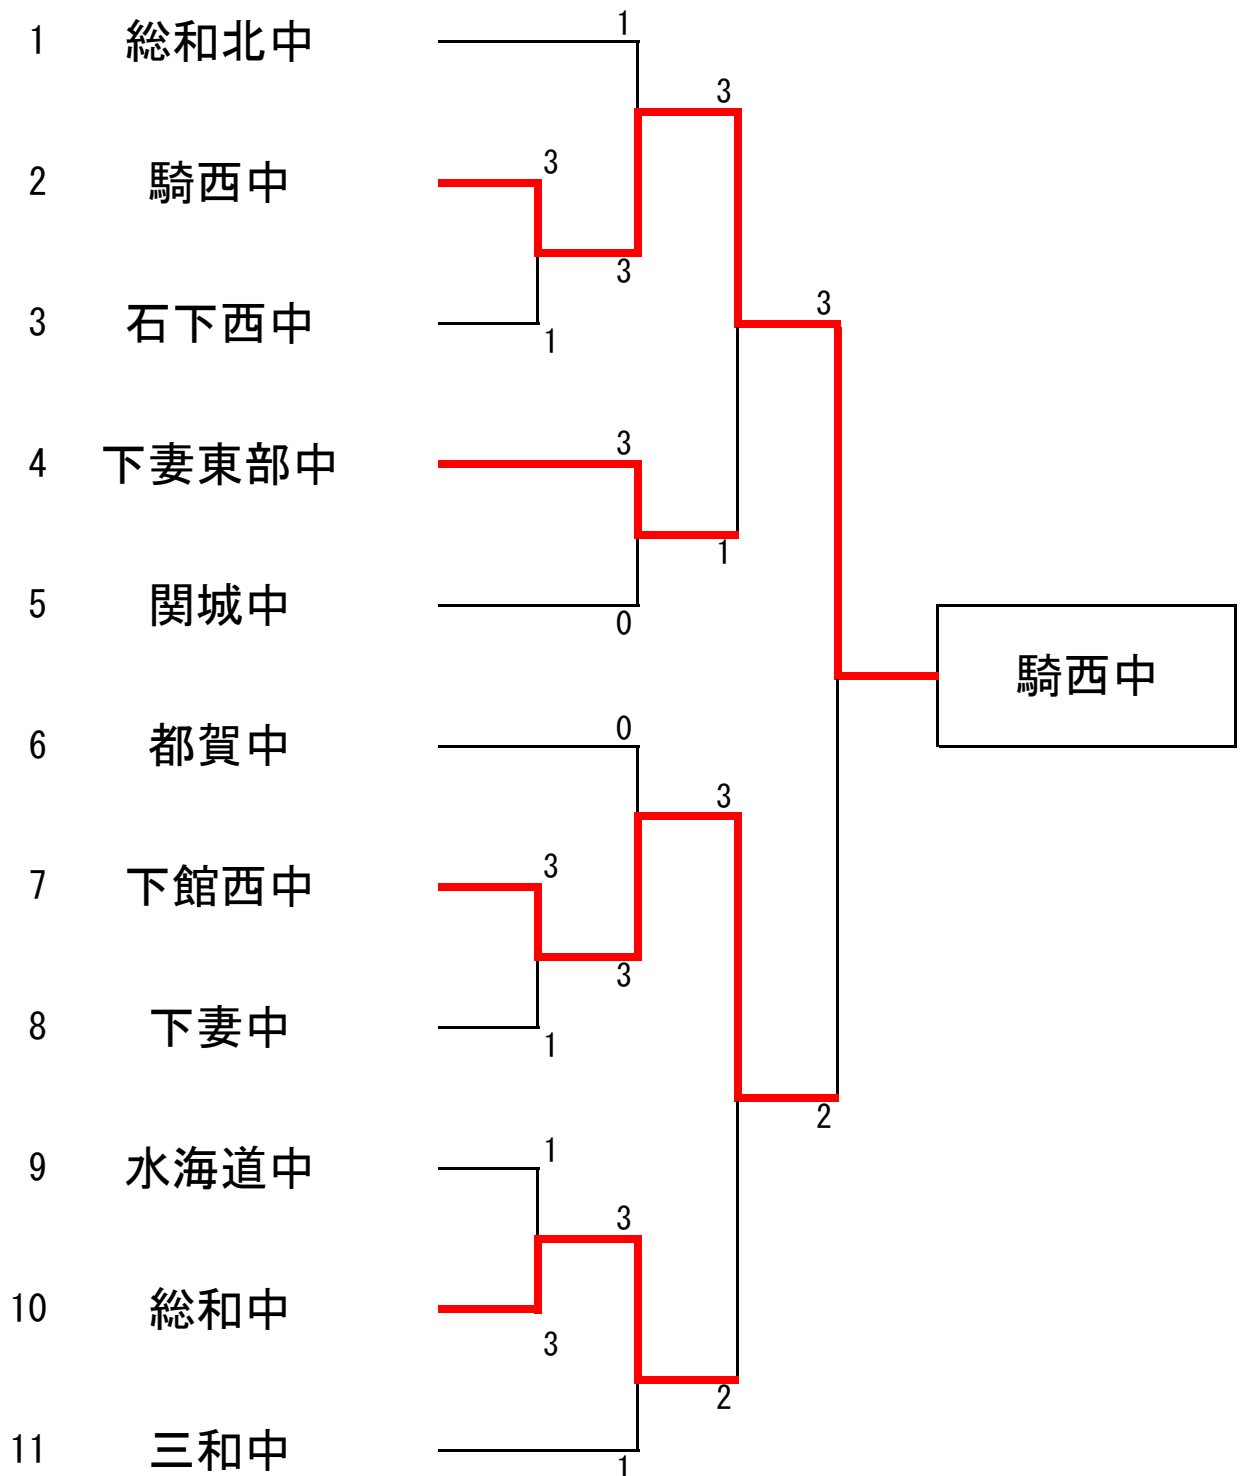 1 総和北中 1
3
2 騎西中 3
3
3 石下西中 1
3
4 下妻東部中 3
1
5 関城中 0
騎西中
6 都賀中 0
3
7 下館西中 3
3
8 下妻中 1
2
9 水海道中 1
3
10 総和中 3
2
11 三和中 1